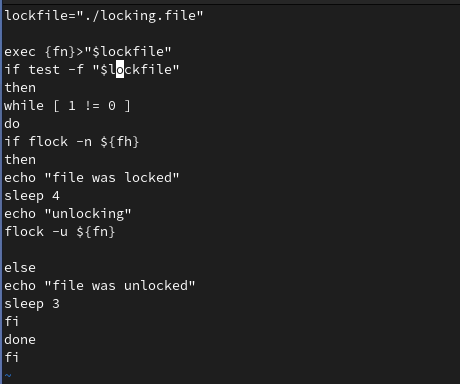 lockfile="./locking.file"
exec {fn}>"$lockfile"
if test -f "$lockfile"
then
while [ 1 != 0 ]
do
if flock -n ${fh}
then
echo "file was locked"
sleep 4
echo "unlocking"
flock -u ${fn}
else
echo "file was unlocked"
sleep 3
fi
done
fi
~